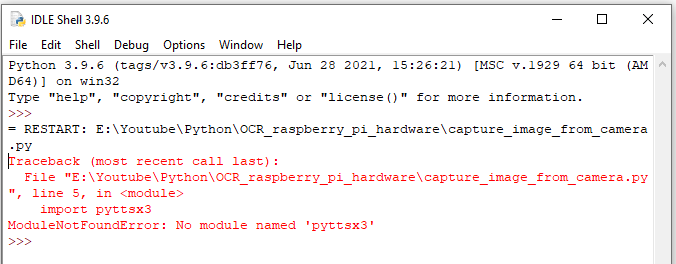 IDLE Shell 3.9.6
File Edit Shell Debug Options Window Help
Python 3.9.6 (tags/v3.9.6:db3ff76, Jun 28 2021, 15:26:21) [MSC v.1929 64 bit (AM
D64)] on win32
Type "help", "copyright", "credits" or "license()" for more information.
>>>
= RESTART: E:\Youtube\Python\OCR_raspberry_pi_hardware\capture_image_from_camera
.py
Traceback (most recent call last):
  File "E:\Youtube\Python\OCR_raspberry_pi_hardware\capture_image_from_camera.py
", line 5, in <module>
    import pyttsx3
ModuleNotFoundError: No module named 'pyttsx3'
>>>